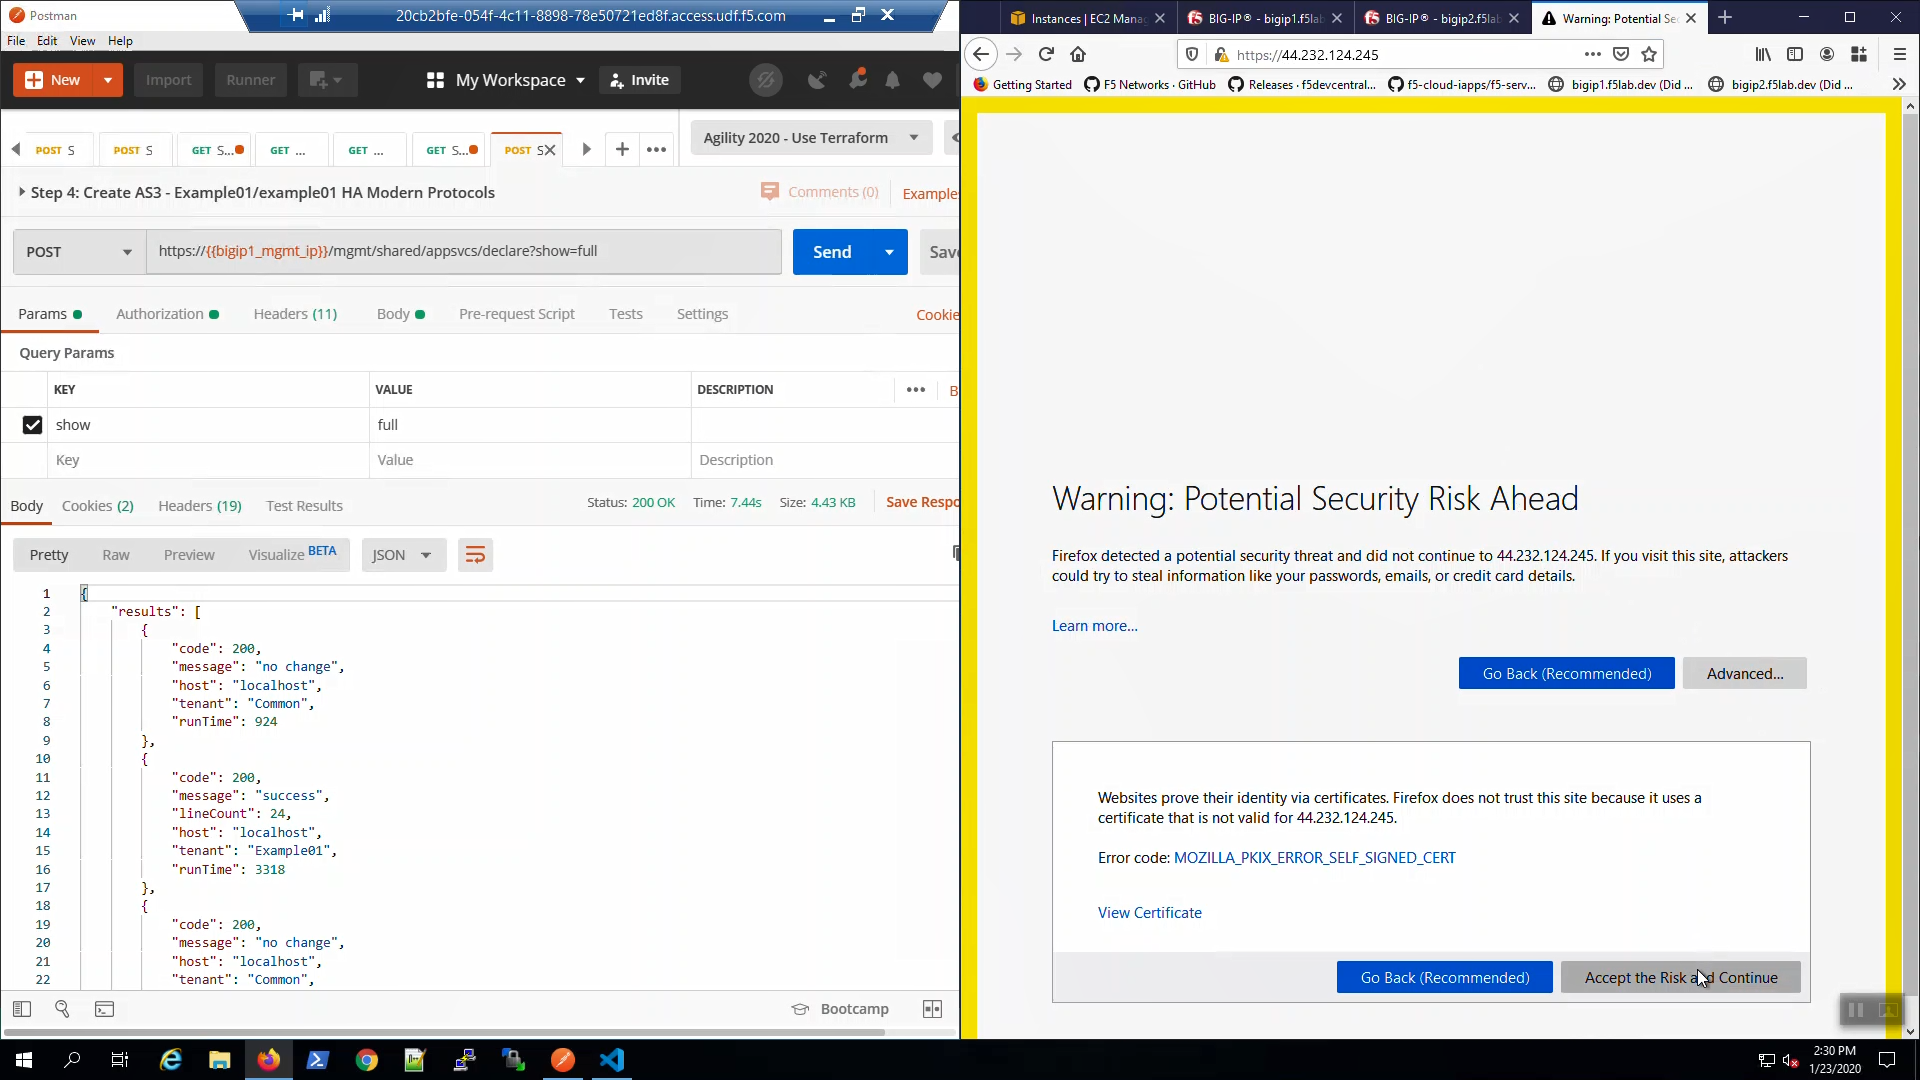 Postman
20cb2bfe-054f-4c11-8898-78e50721ed8f.access.udf.f5.com
File Edit View Help
New
Import
Runner
My Workspace
Invite
POST S
POST S
GET S...
GET ...
GET ...
GET S...
POST S
Agility 2020 - Use Terraform
Step 4: Create AS3 - Example01/example01 HA Modern Protocols
Comments (0)
Examples
POST
https://{{bigip1_mgmt_ip}}/mgmt/shared/appsvcs/declare?show=full
Send
Save
Params
Authorization
Headers (11)
Body
Pre-request Script
Tests
Settings
Cookie
Query Params
KEY VALUE DESCRIPTION
B
show full
Key Value Description
Body Cookies (2) Headers (19) Test Results
Status: 200 OK Time: 7.44s Size: 4.43 KB
Save Respo
Pretty Raw Preview Visualize BETA JSON
1 {
2 "results": [
3 {
4 "code": 200,
5 "message": "no change",
6 "host": "localhost",
7 "tenant": "Common",
8 "runTime": 924
9 },
10 {
11 "code": 200,
12 "message": "success",
13 "lineCount": 24,
14 "host": "localhost",
15 "tenant": "Example01",
16 "runTime": 3318
17 },
18 {
19 "code": 200,
20 "message": "no change",
21 "host": "localhost",
22 "tenant": "Common",
Bootcamp
Instances | EC2 Mana
BIG-IP® - bigip1.f5lab
BIG-IP® - bigip2.f5lab
Warning: Potential Se
https://44.232.124.245
Getting Started
F5 Networks · GitHub
Releases · f5devcentral...
f5-cloud-iapps/f5-serv...
bigip1.f5lab.dev (Did ...
bigip2.f5lab.dev (Did ...
Warning: Potential Security Risk Ahead
Firefox detected a potential security threat and did not continue to 44.232.124.245. If you visit this site, attackers
could try to steal information like your passwords, emails, or credit card details.
Learn more...
Go Back (Recommended)
Advanced...
Websites prove their identity via certificates. Firefox does not trust this site because it uses a
certificate that is not valid for 44.232.124.245.
Error code: MOZILLA_PKIX_ERROR_SELF_SIGNED_CERT
View Certificate
Go Back (Recommended)
Accept the Risk and Continue
2:30 PM
1/23/2020